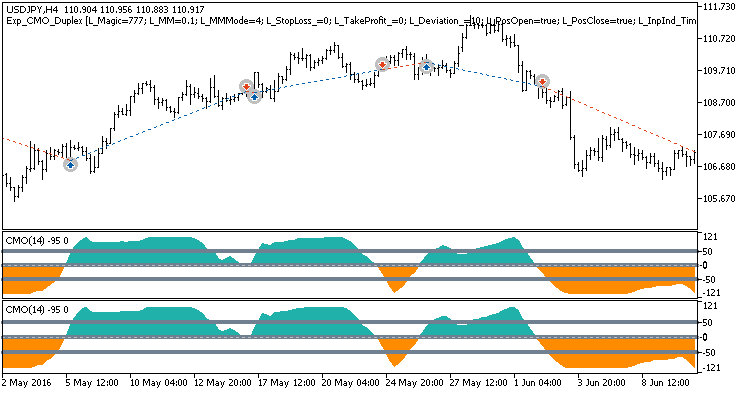 USDJPY,H4 110.904 110.956 110.883 110.917
Exp_CMO_Duplex [L_Magic=777; L_MM=0.1; L_MMMode=4; L_StopLoss_=0; L_TakeProfit_=0; L_Deviation_=10; L_PosOpen=true; L_PosClose=true; L_InpInd_Tim
111.730
110.720
109.710
108.700
107.690
106.680
105.670
CMO(14) -95 0
121
50
0
-50
-121
CMO(14) -95 0
121
50
0
-50
-121
2 May 2016
5 May 12:00
10 May 04:00
12 May 20:00
17 May 12:00
20 May 04:00
24 May 20:00
27 May 12:00
1 Jun 04:00
3 Jun 20:00
8 Jun 12:00